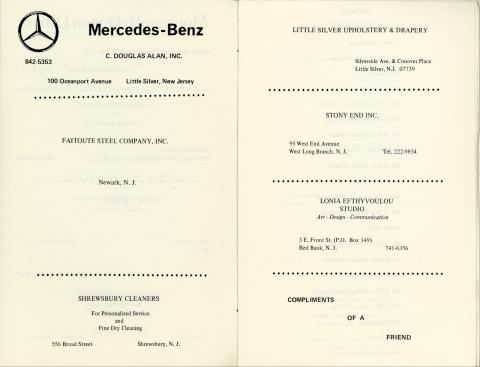 Mercedes-Benz
842-5353
C. DOUGLAS ALAN, INC.
100 Oceanport Avenue Little Silver, New Jersey
FAITOUTE STEEL COMPANY, INC.
Newark, N. J.
SHREWSBURY CLEANERS
For Personalized Service
and
Fine Dry Cleaning
556 Broad Street Shrewsbury, N. J.
LITTLE SILVER UPHOLSTERY & DRAPERY
Silverside Ave. & Conover Place
Little Silver, N.J. 07739
STONY END INC.
95 West End Avenue
West Long Branch, N. J. Tel. 222-9854
LONIA EFTHYVOULOU
STUDIO
Art - Design - Communication
3 E. Front St. (P.O. Box 149)
Red Bank, N. J. 741-6356
COMPLIMENTS
OF A
FRIEND